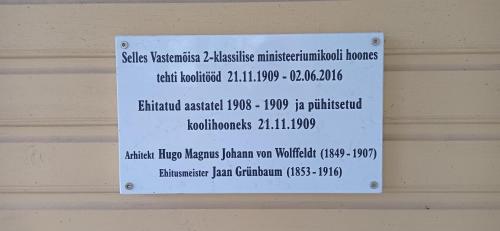 Selles Vastemõisa 2-klassilise ministeeriumikooli hoones
tehti koolitööd 21.11.1909 - 02.06.2016
Ehitatud aastatel 1908 - 1909 ja pühitsetud
koolihooneks 21.11.1909
Arhitekt Hugo Magnus Johann von Wolffeldt (1849-1907)
Ehitusmeister Jaan Grünbaum (1853-1916)